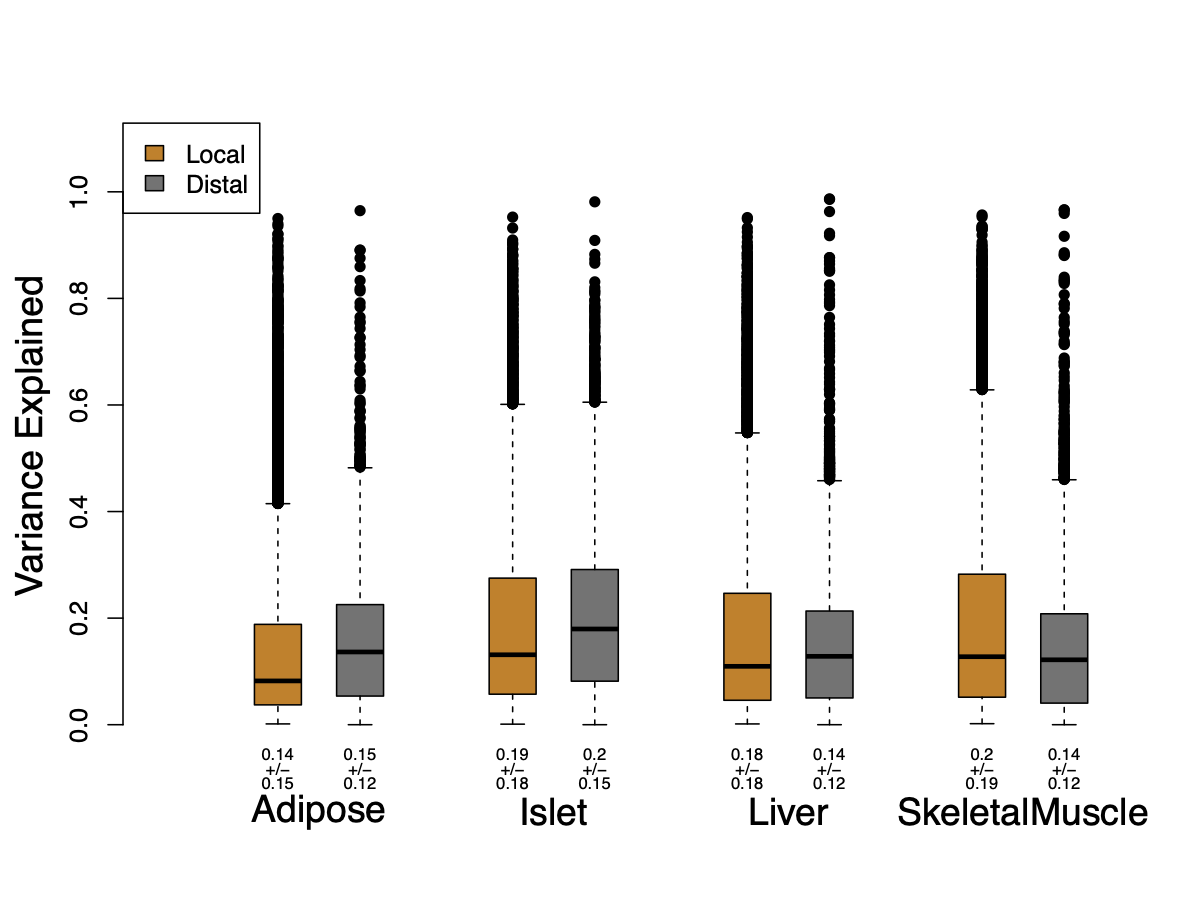 Local
Distal
Variance Explained
1.0
0.8
0.6
0.4
0.2
0.0
0.14 0.15 0.19 0.2 0.18 0.14 0.2 0.14
+/− +/− +/− +/− +/− +/− +/− +/−
0.15 0.12 0.18 0.15 0.18 0.12 0.19 0.12
Adipose Islet Liver SkeletalMuscle